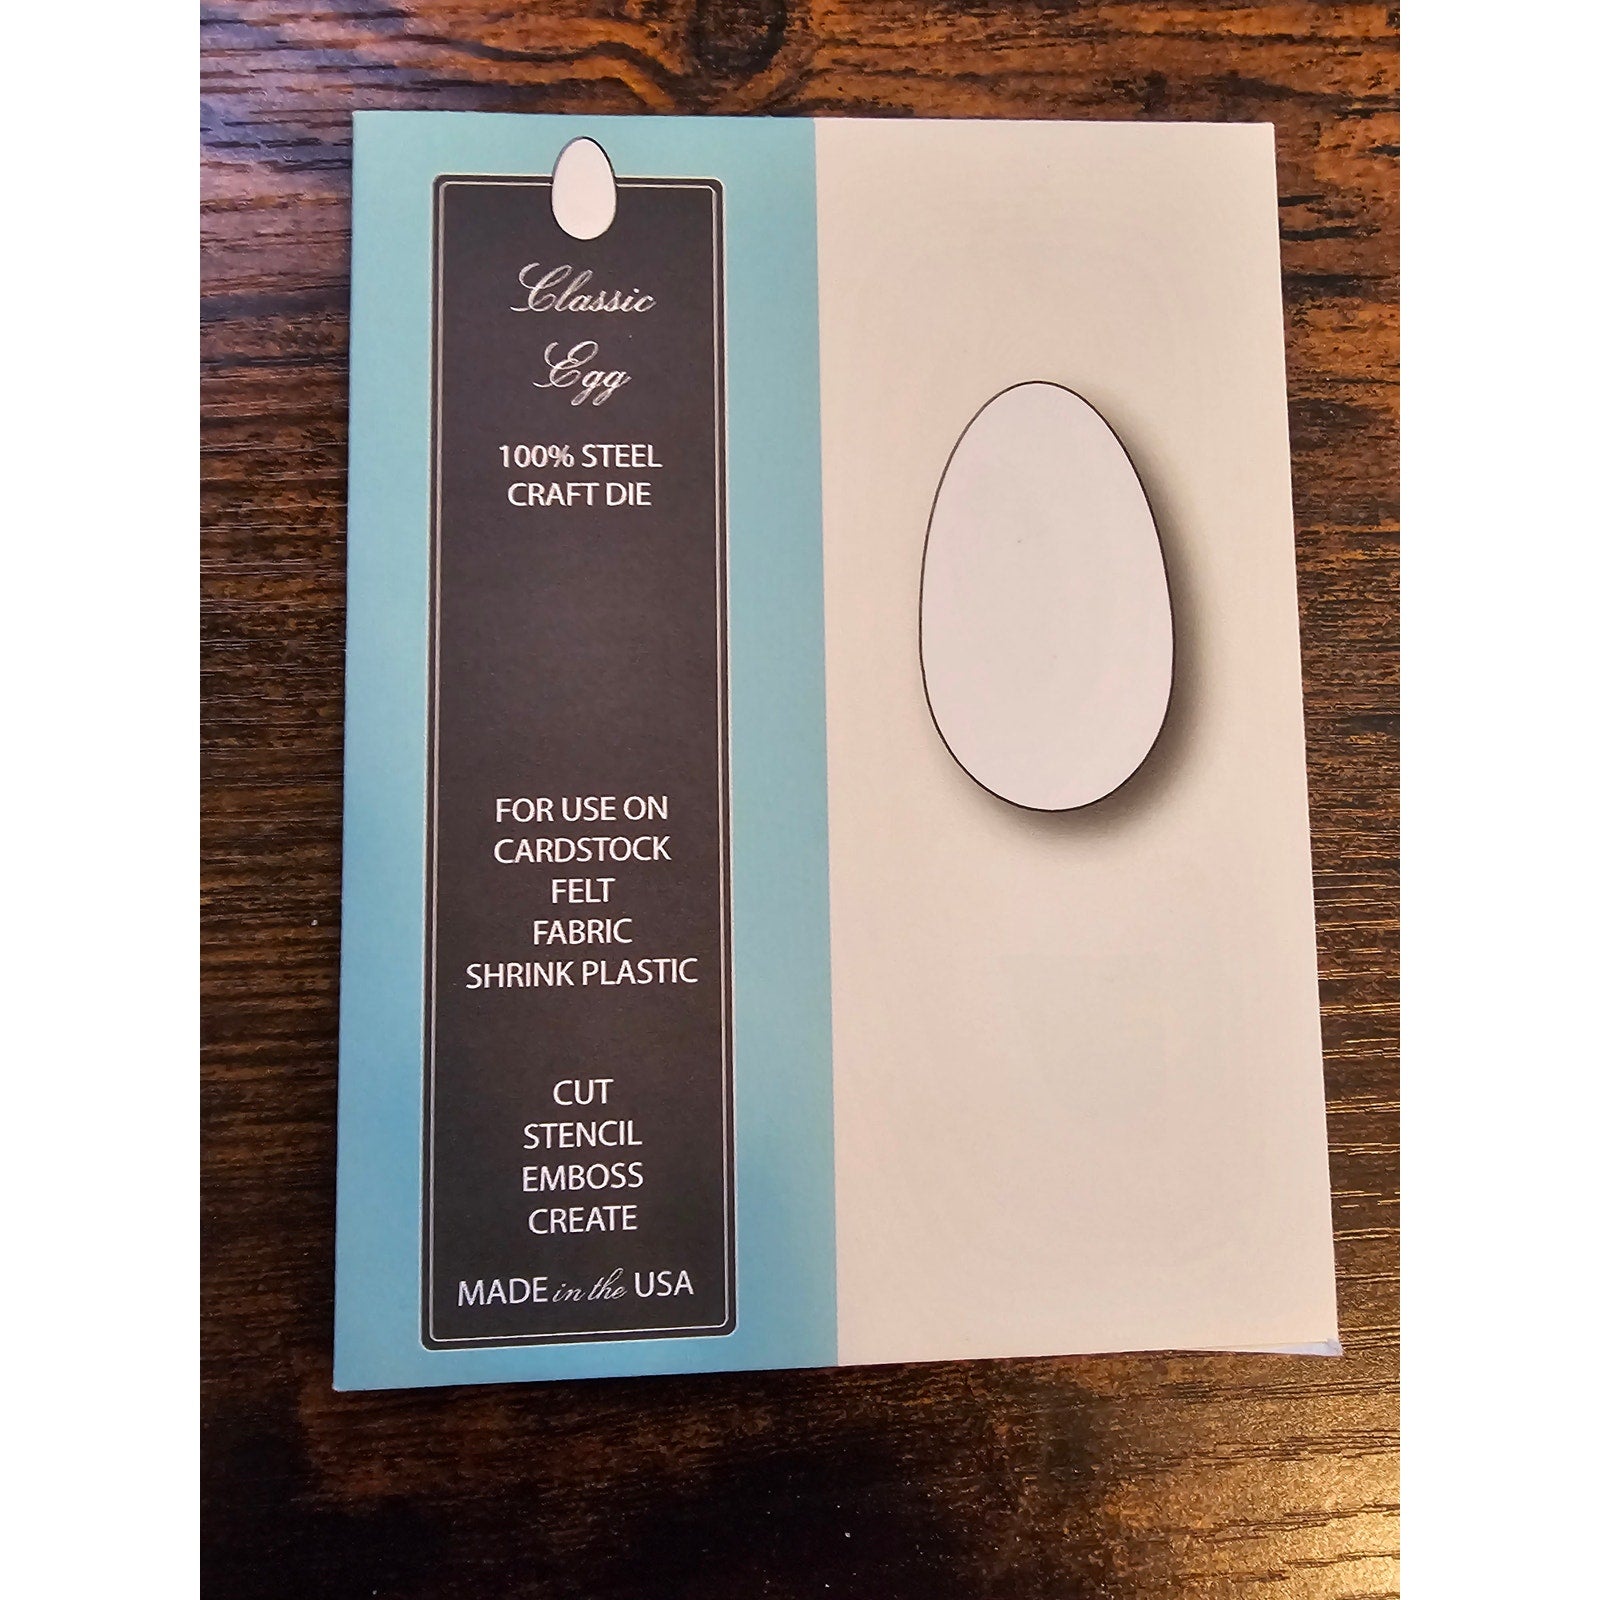 Classic
Egg
100% STEEL
CRAFT DIE
FOR USE ON
CARDSTOCK
FELT
FABRIC
SHRINK PLASTIC
CUT
STENCIL
EMBOSS
CREATE
MADE in the USA